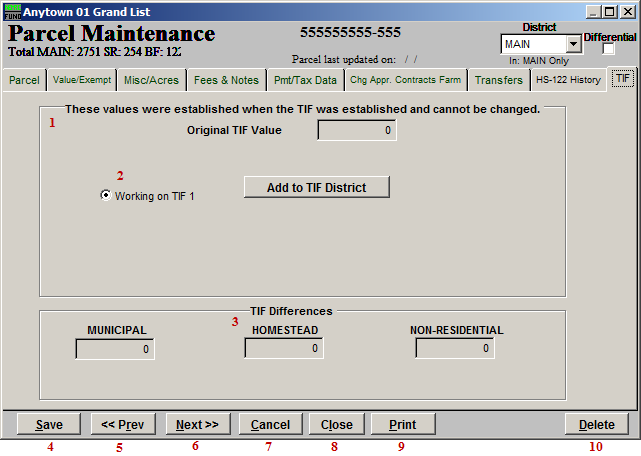 FUND
Anytown 01 Grand List
Parcel Maintenance
555555555-555
District
Differential
Total MAIN: 2751 SR: 254 BF: 122
MAIN
Parcel last updated on: / /
In: MAIN Only
Parcel
Value/Exempt
Misc/Acres
Fees & Notes
Pmt/Tax Data
Chg Appr. Contracts Farm
Transfers
HS-122 History
TIF
These values were established when the TIF was established and cannot be changed.
1
Original TIF Value
0
2
Working on TIF 1
Add to TIF District
TIF Differences
3
MUNICIPAL
HOMESTEAD
NON-RESIDENTIAL
0
0
0
Save
<< Prev
Next >>
Cancel
Close
Print
Delete
4
5
6
7
8
9
10